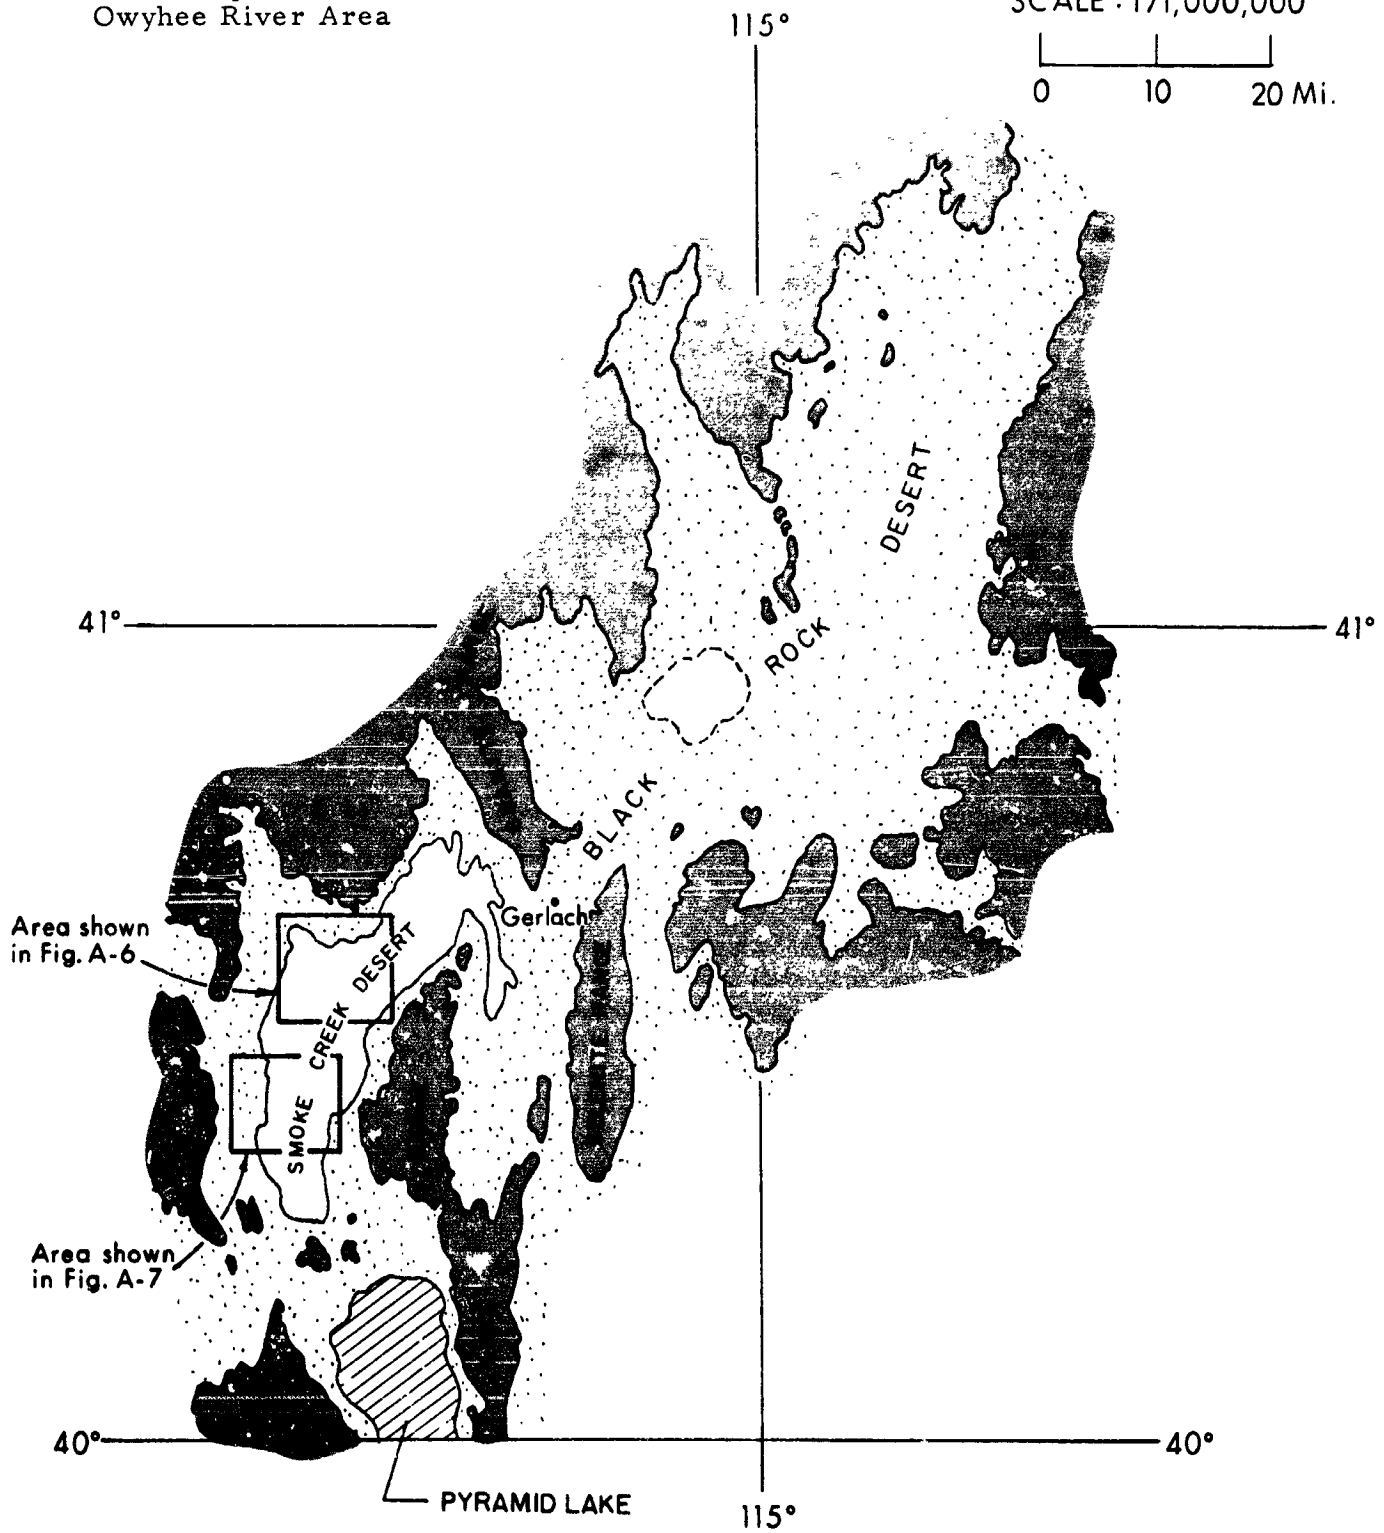 Owyhee River Area
SCALE : 1/1,000,000
0 10 20 Mi.
115°
41°
41°
DESERT
ROCK
BLACK
Gerlach
Area shown
in Fig. A-6
SMOKE CREEK DESERT
RANGE
Area shown
in Fig. A-7
40°
40°
PYRAMID LAKE
115°